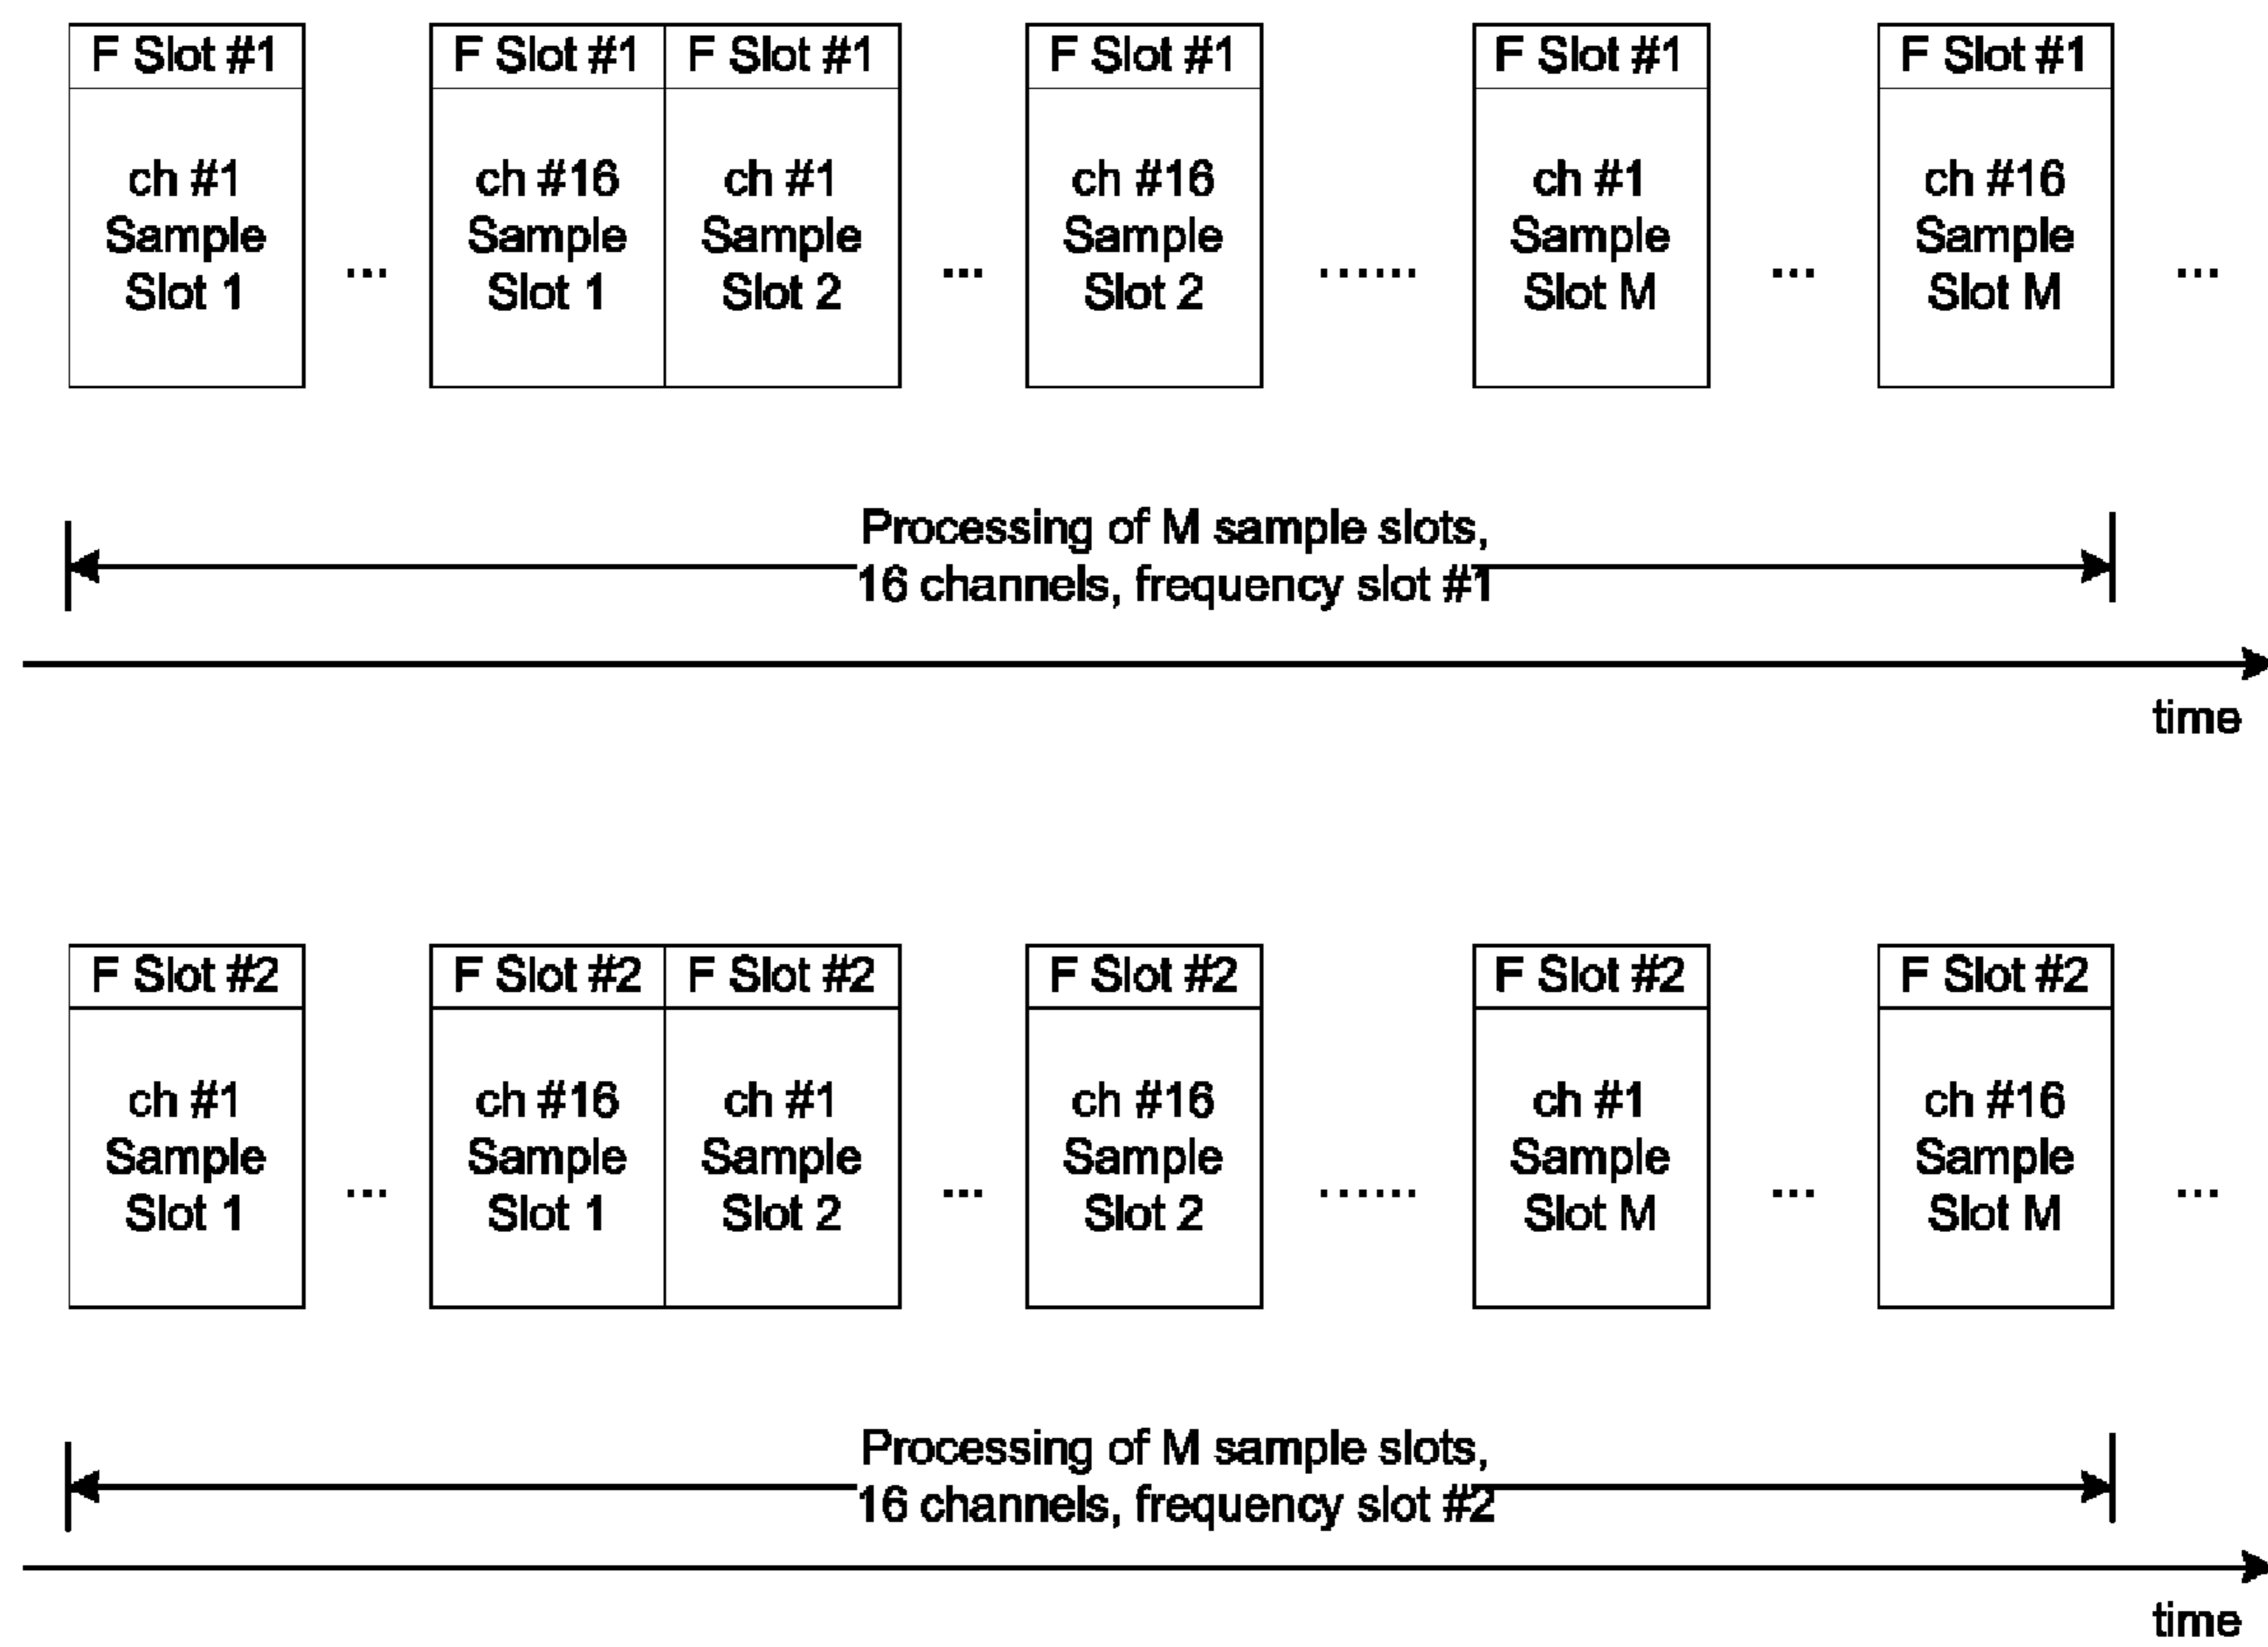 F Slot #1 F Slot #1 F Slot #1 F Slot #1 F Slot #1 F Slot #1
ch #1 ch #16 ch #1 ch #16 ch #1 ch #16
Sample Sample Sample Sample Sample Sample
Slot 1 ... Slot 1 Slot 2 ... Slot 2 ...... Slot M ... Slot M ...
Processing of M sample slots,
16 channels, frequency slot #1
time
F Slot #2 F Slot #2 F Slot #2 F Slot #2 F Slot #2 F Slot #2
ch #1 ch #16 ch #1 ch #16 ch #1 ch #16
Sample Sample Sample Sample Sample Sample
Slot 1 ... Slot 1 Slot 2 ... Slot 2 ...... Slot M ... Slot M ...
Processing of M sample slots,
16 channels, frequency slot #2
time